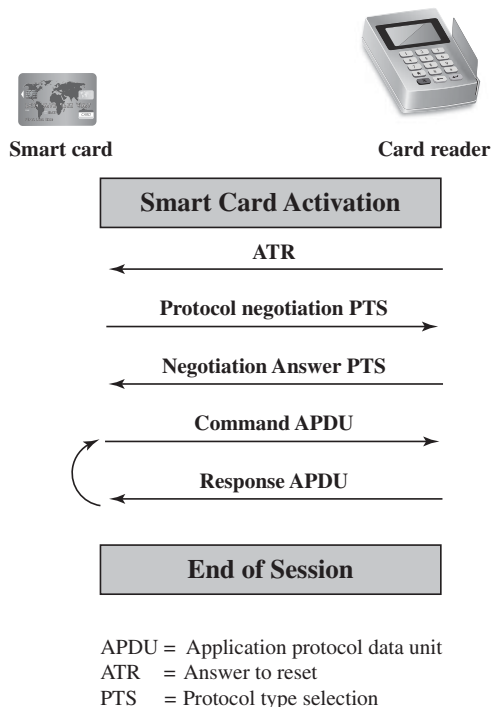 Smart card
Card reader
Smart Card Activation
ATR
Protocol negotiation PTS
Negotiation Answer PTS
Command APDU
Response APDU
End of Session
APDU = Application protocol data unit
ATR = Answer to reset
PTS = Protocol type selection